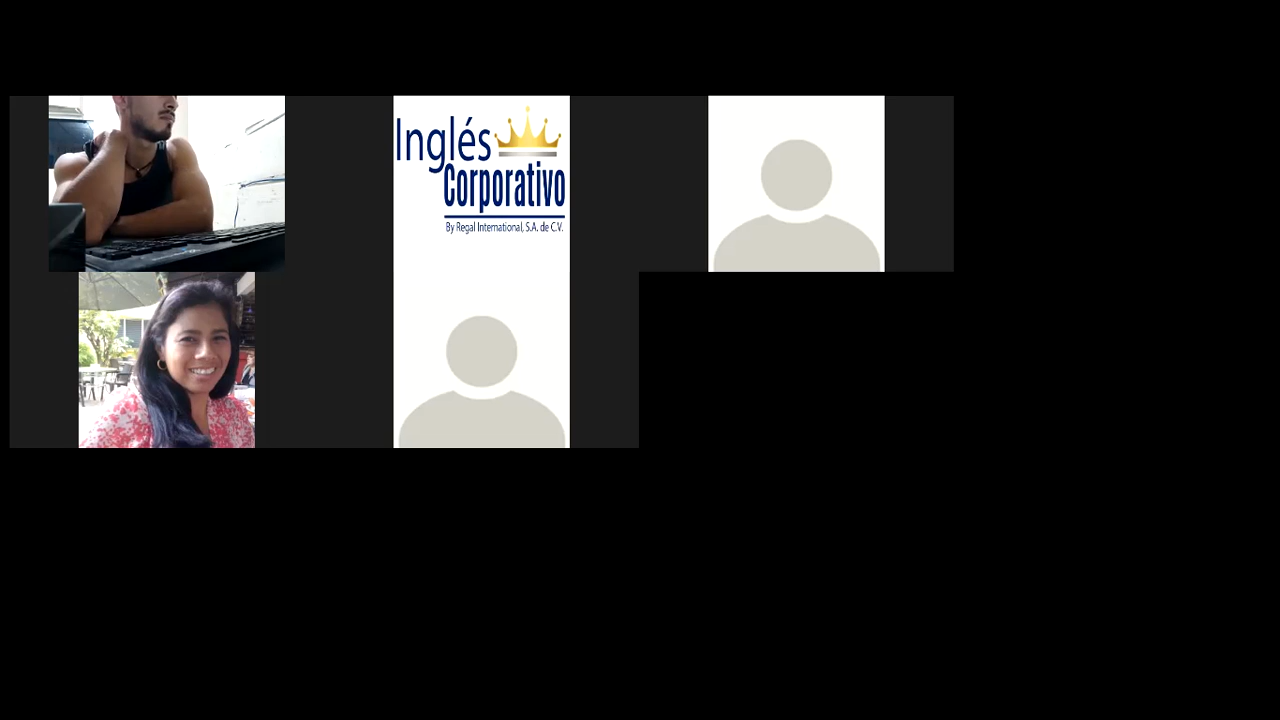 Inglés
Corporativo
By Regal International, S.A. de C.V.